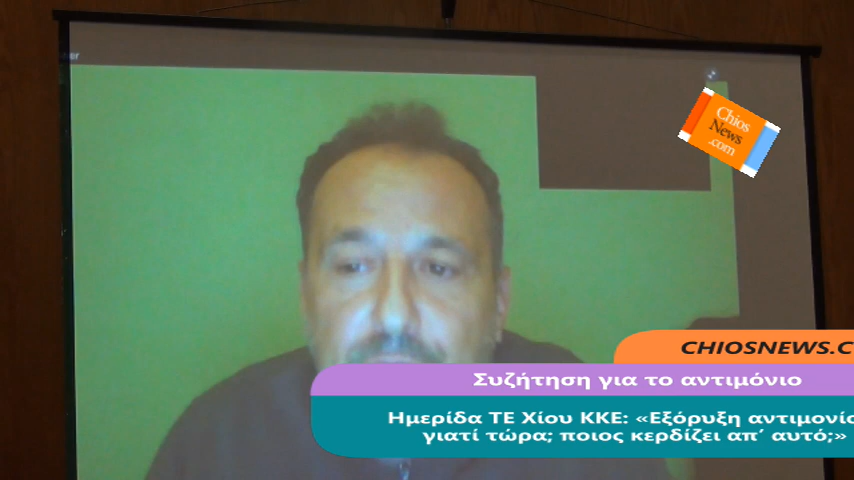 Chios
News
.com
CHIOSNEWS.C
Συζήτηση για το αντιμόνιο
Ημερίδα ΤΕ Χίου ΚΚΕ: «Εξόρυξη αντιμονίο
γιατί τώρα; ποιος κερδίζει απ΄ αυτό;»